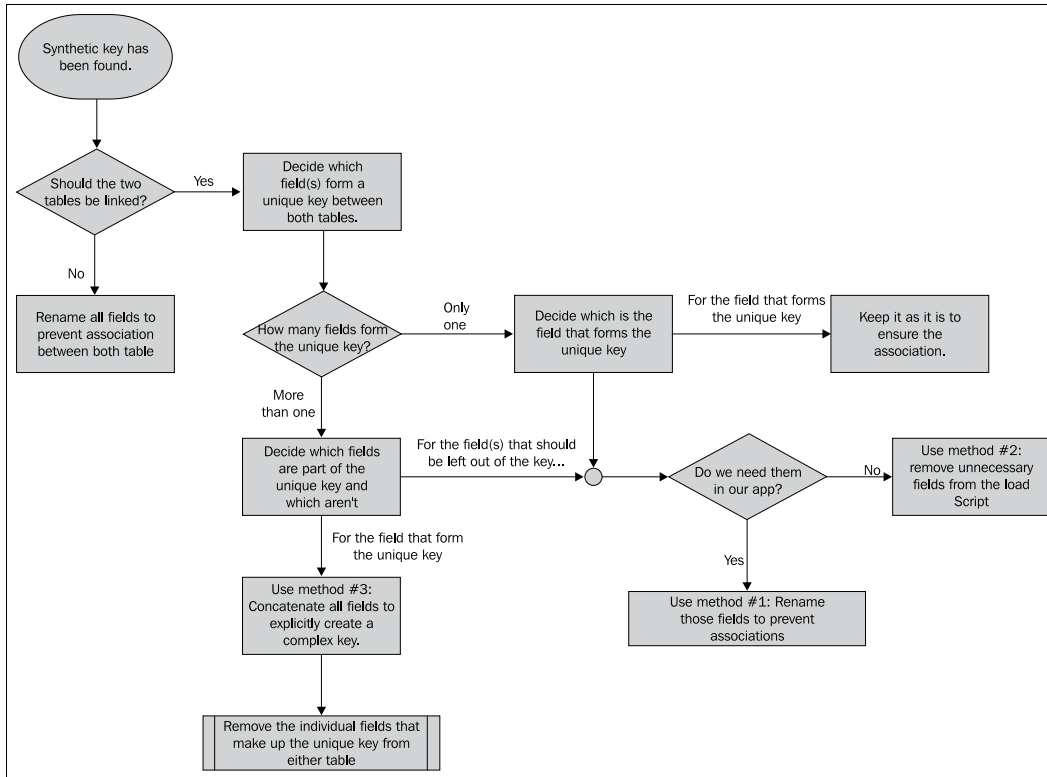 Synthetic key has
been found.
Should the two
tables be linked?
Yes
Decide which
field(s) form a
unique key between
both tables.
No
Rename all fields to
prevent association
between both table
How many fields form
the unique key?
Only
one
Decide which is the
field that forms the
unique key
For the field that forms
the unique key
Keep it as it is to
ensure the
association.
More
than one
Decide which fields
are part of the
unique key and
which aren't
For the field(s) that should
be left out of the key...
Do we need them
in our app?
No
Use method #2:
remove unnecessary
fields from the load
Script
Yes
Use method #1: Rename
those fields to prevent
associations
For the field that form
the unique key
Use method #3:
Concatenate all fields to
explicitly create a
complex key.
Remove the individual fields that
make up the unique key from
either table